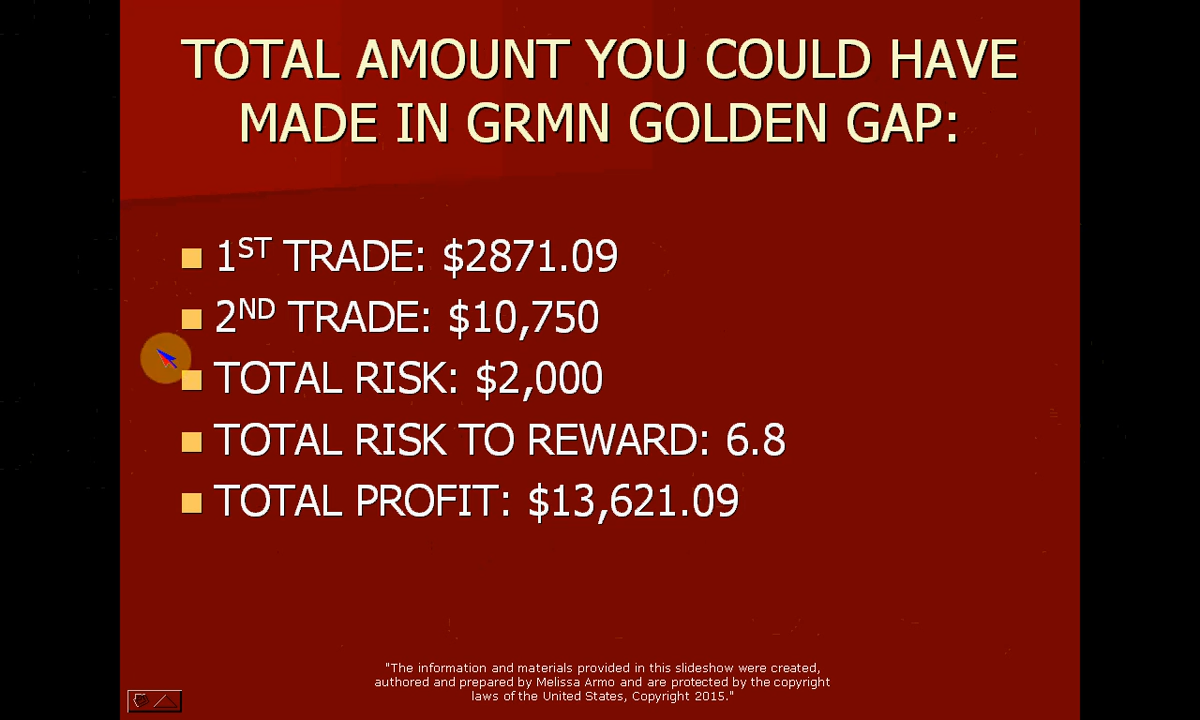 TOTAL AMOUNT YOU COULD HAVE
MADE IN GRMN GOLDEN GAP:
1ST TRADE: $2871.09
2ND TRADE: $10,750
TOTAL RISK: $2,000
TOTAL RISK TO REWARD: 6.8
TOTAL PROFIT: $13,621.09
"The information and materials provided in this slideshow were created,
authored and prepared by Melissa Armo and are protected by the copyright
laws of the United States, Copyright 2015."